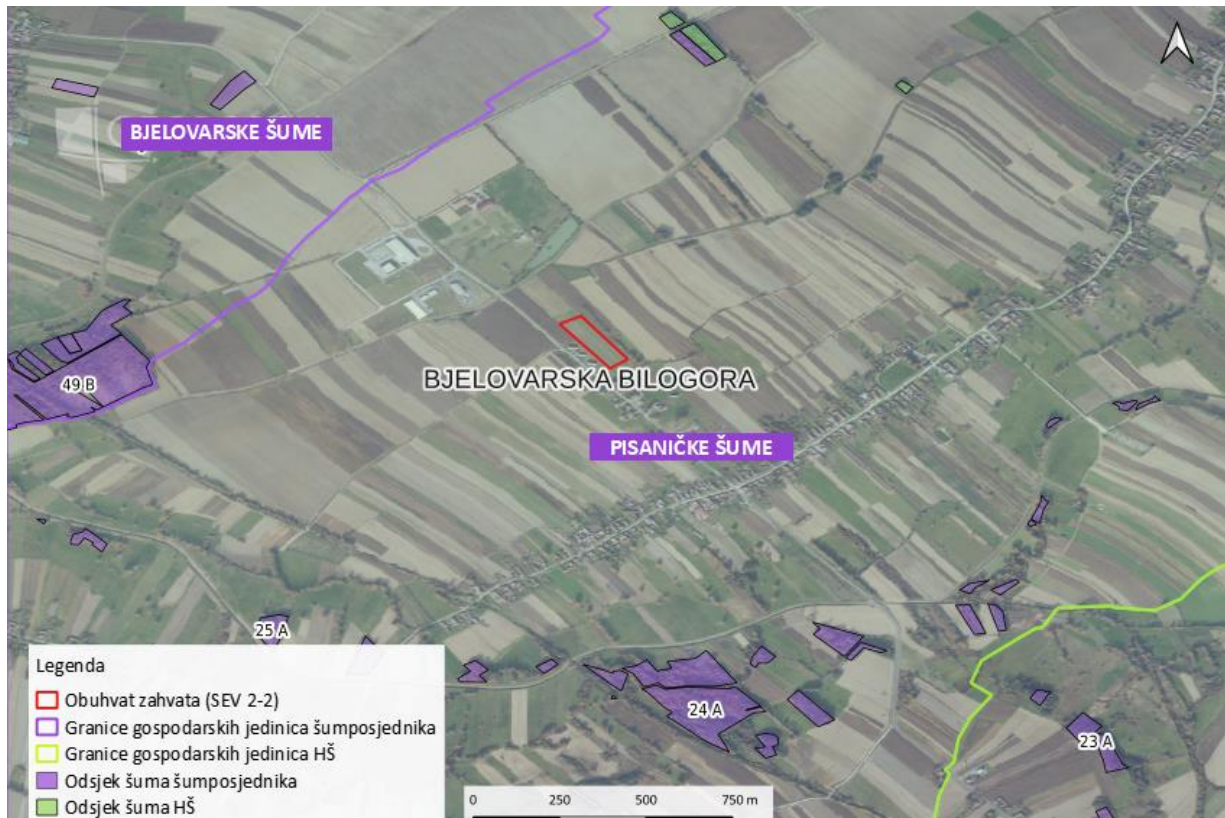 BJELOVARSKE ŠUME
49 B
BJELOVARSKA BILOGORA
PISANIČKE ŠUME
25 A
24 A
23 A
Legenda
Obuhvat zahvata (SEV 2-2)
Granice gospodarskih jedinica šumposjednika
Granice gospodarskih jedinica HŠ
Odsjek šuma šumposjednika
Odsjek šuma HŠ
0 250 500 750 m